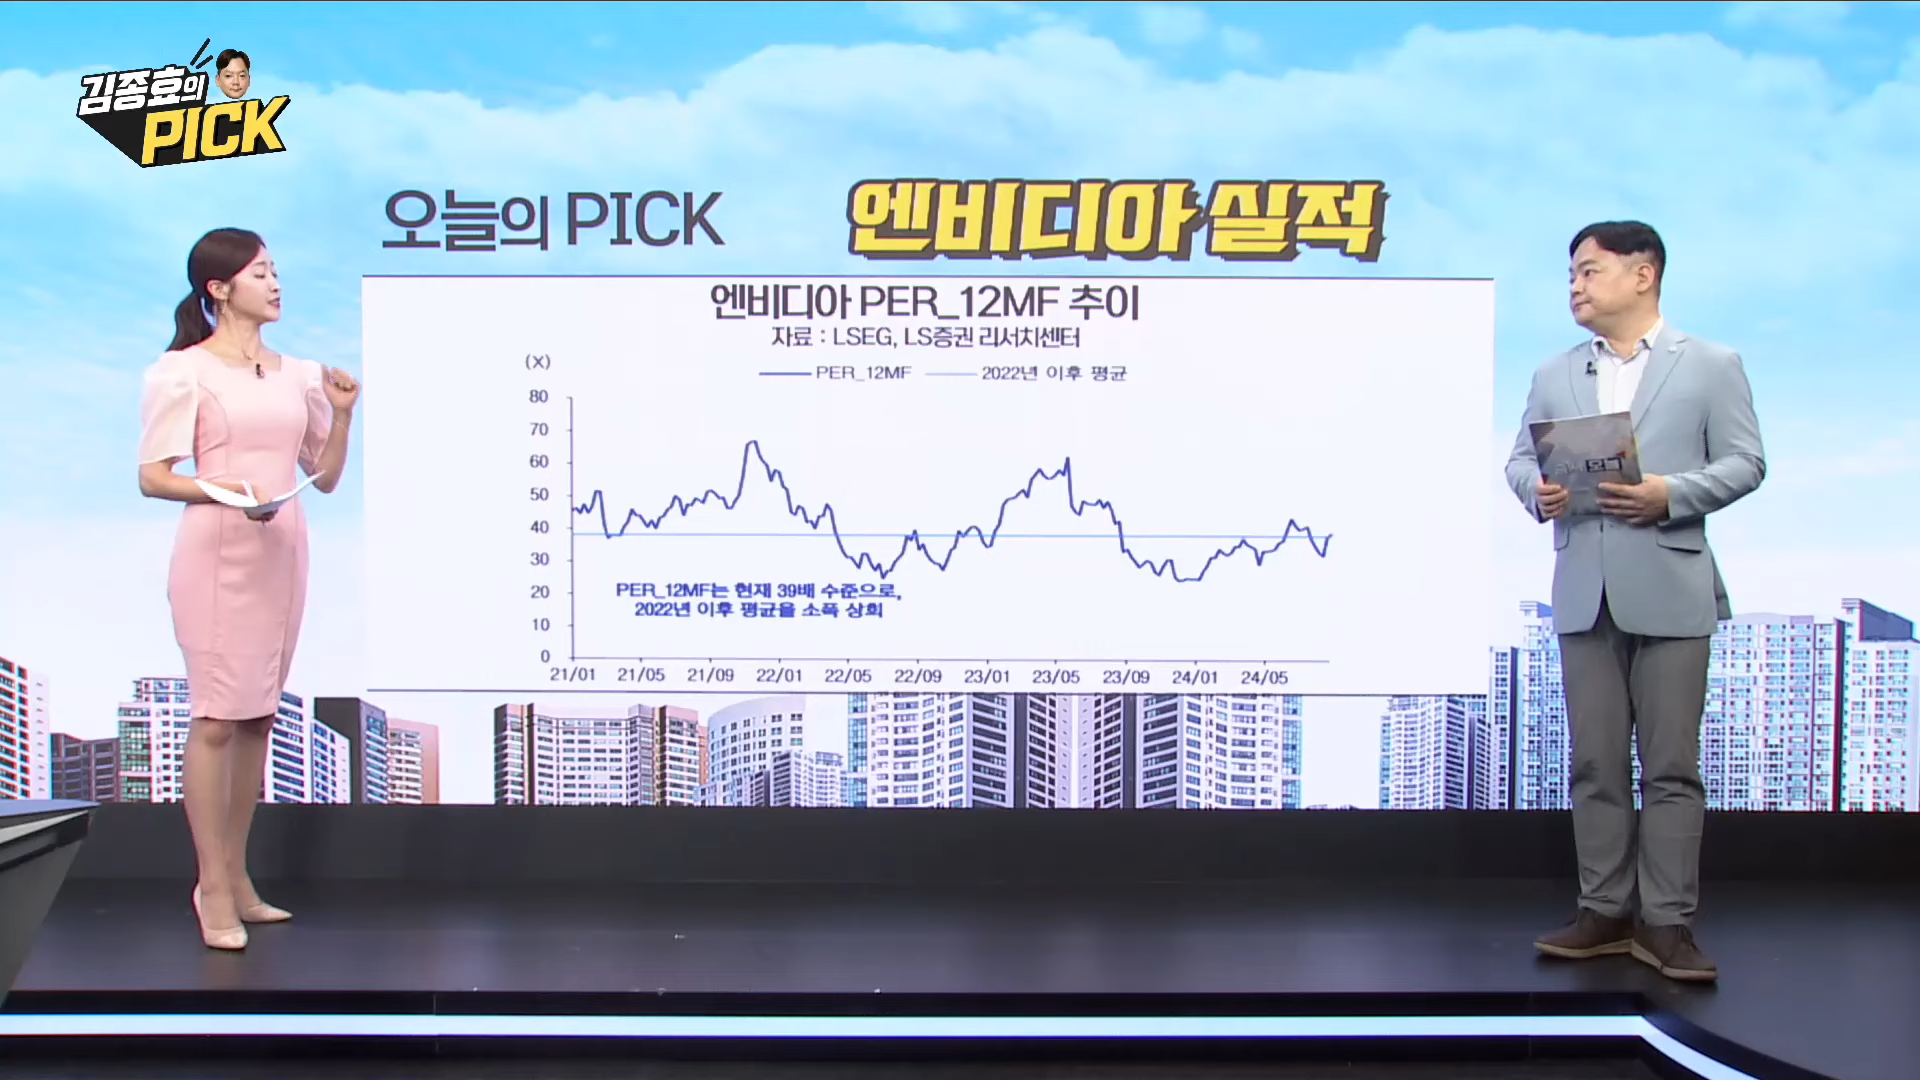 김종효의
PICK
오늘의 PICK
엔비디아 실적
엔비디아 PER_12MF 추이
자료 : LSEG, LS증권 리서치센터
(X)
PER_12MF
2022년 이후 평균
80
70
60
50
40
30
20
10
0
PER_12MF는 현재 39배 수준으로,
2022년 이후 평균을 소폭 상회
21/01 21/05 21/09 22/01 22/05 22/09 23/01 23/05 23/09 24/01 24/05
오늘